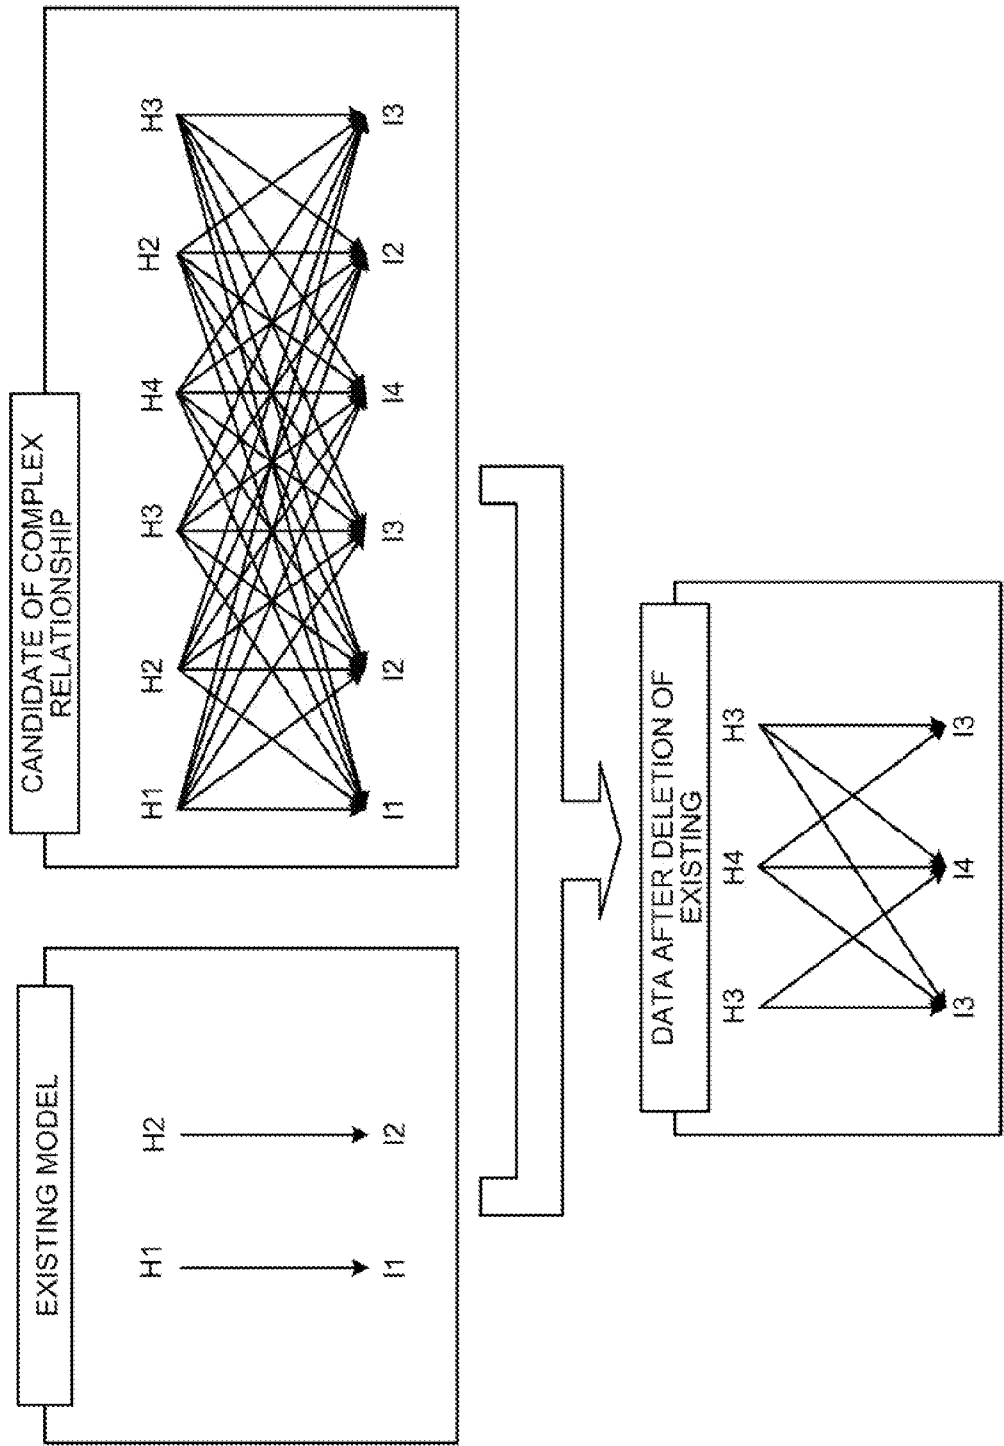 EXISTING MODEL
H1 H2
I1 I2
CANDIDATE OF COMPLEX
RELATIONSHIP
H1 H2 H3 H4 H2 H3
I1 I2 I3 I4 I2 I3
DATA AFTER DELETION OF
EXISTING
H3 H4 H3
I3 I4 I3